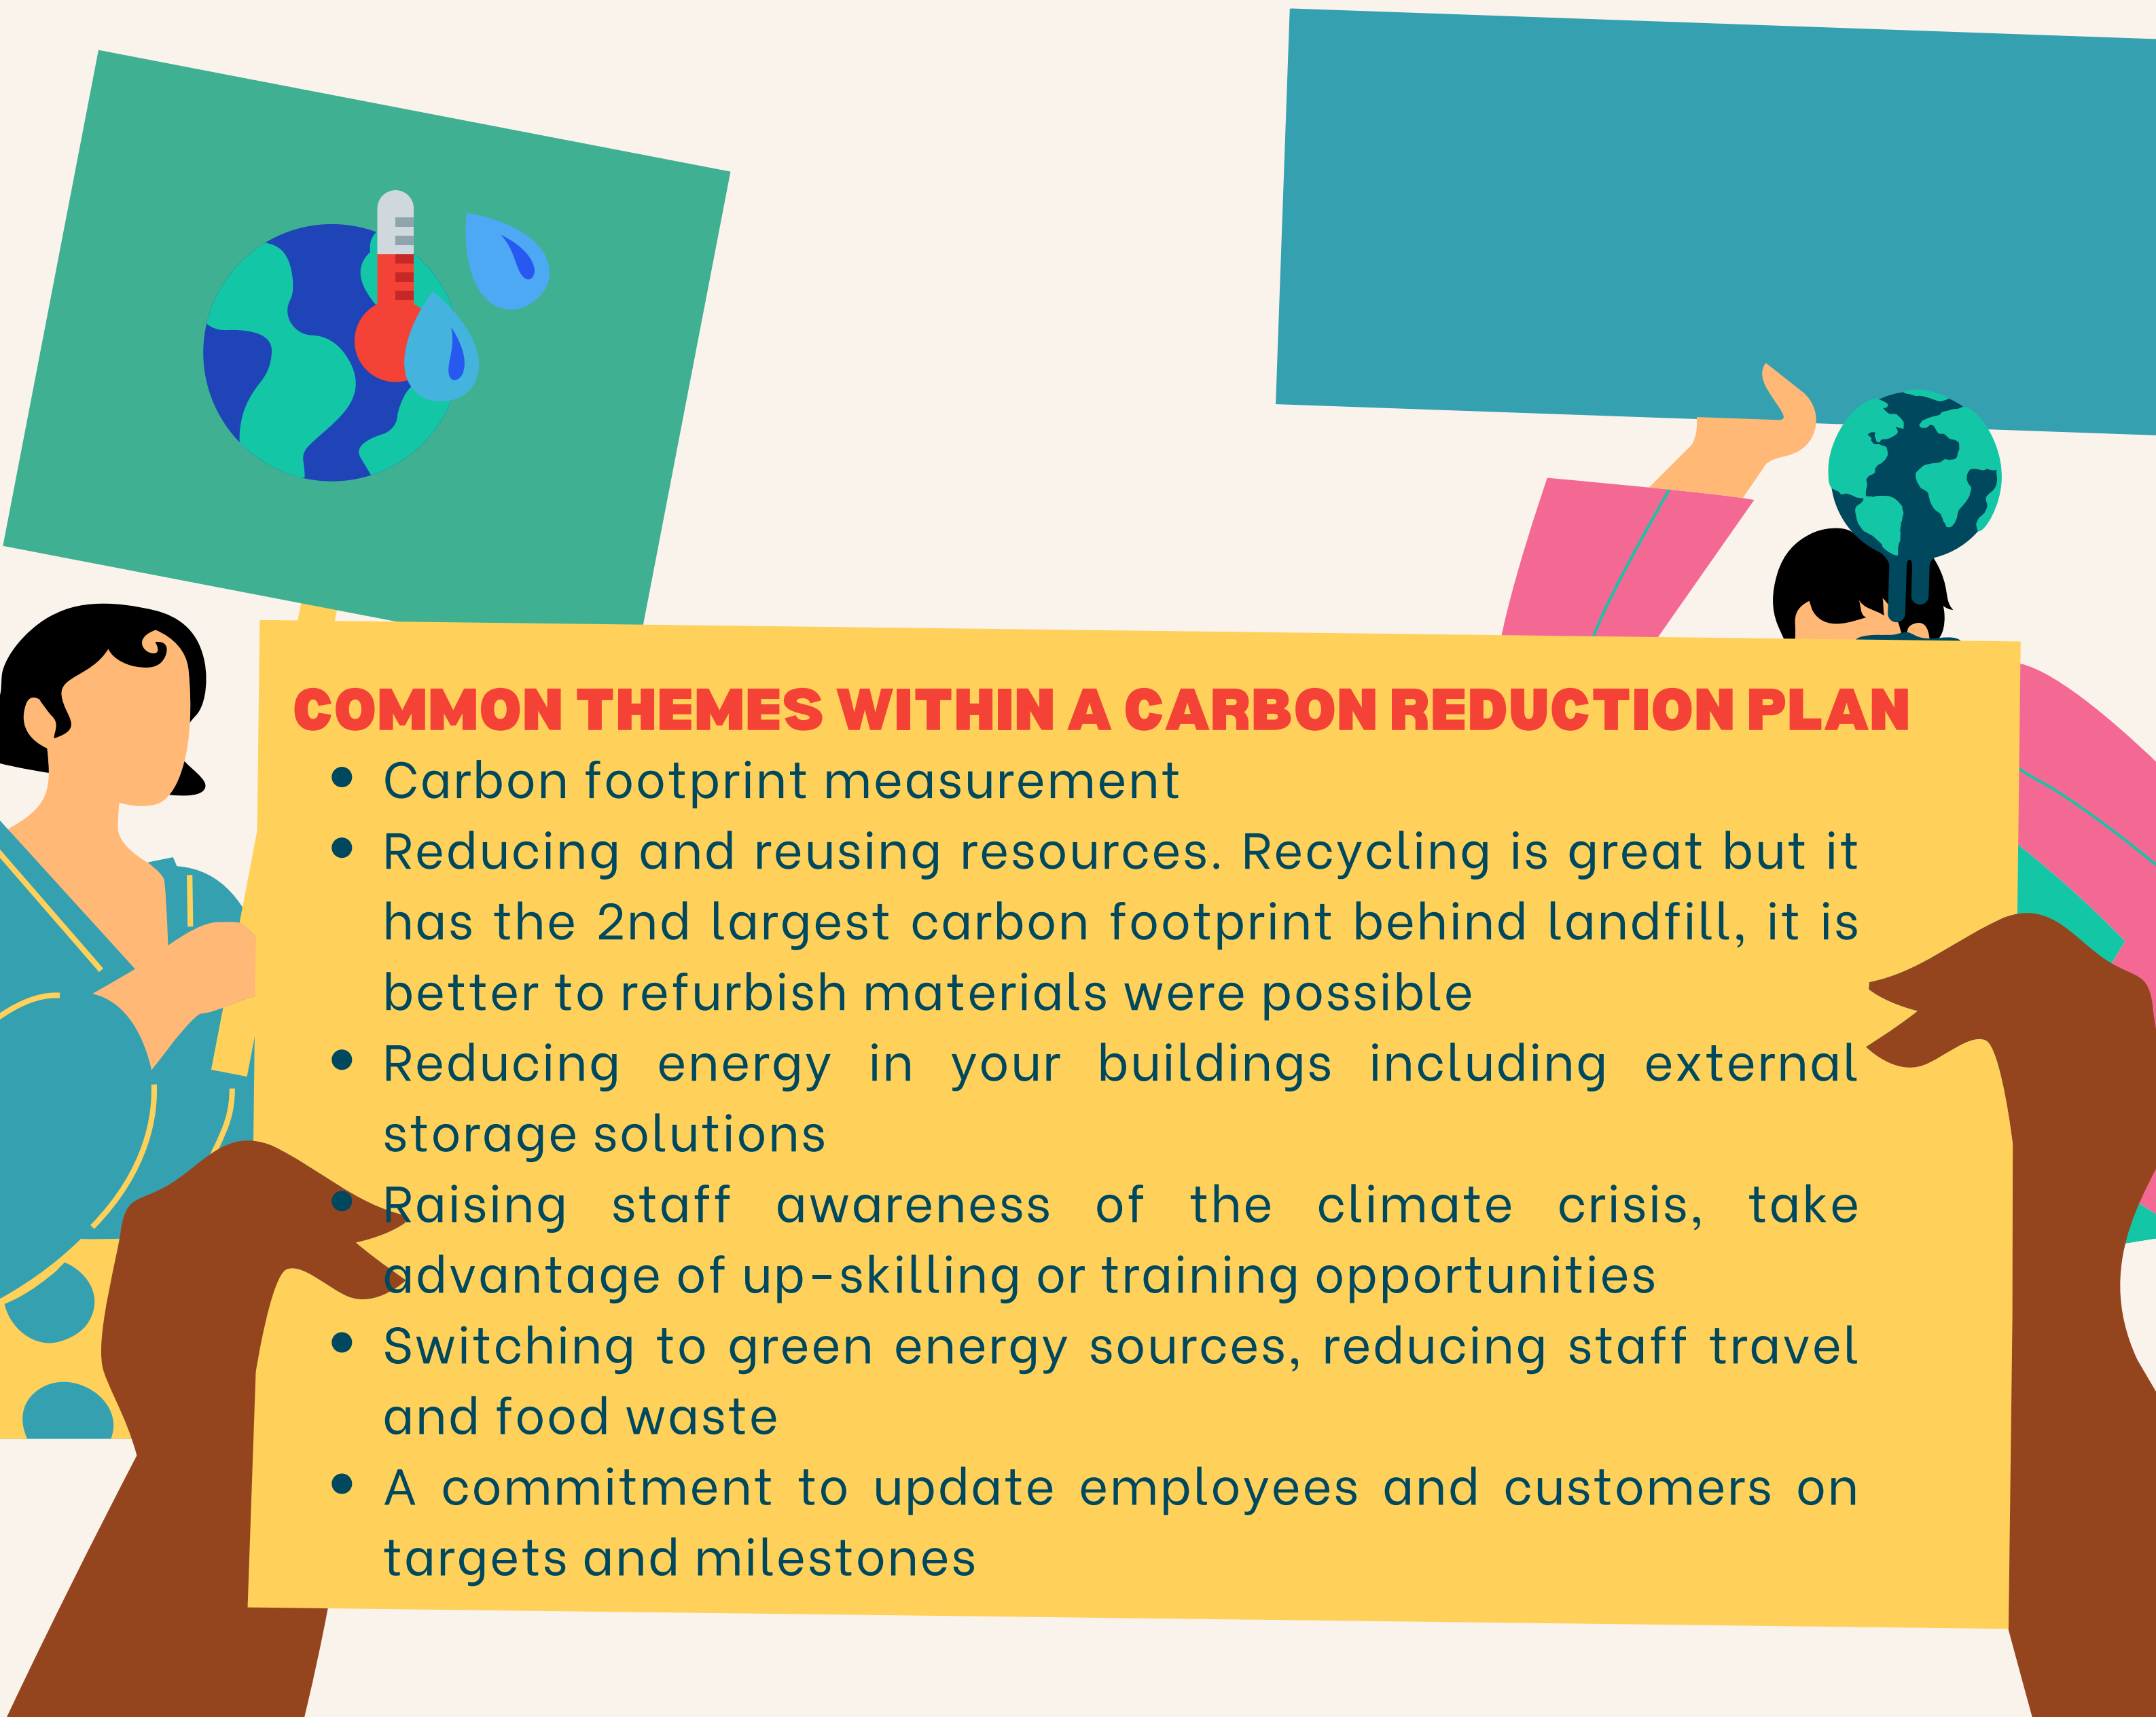 COMMON THEMES WITHIN A CARBON REDUCTION PLAN
• Carbon footprint measurement
• Reducing and reusing resources. Recycling is great but it
has the 2nd largest carbon footprint behind landfill, it is
better to refurbish materials were possible
• Reducing energy in your buildings including external
storage solutions
• Raising staff awareness of the climate crisis, take
advantage of up-skilling or training opportunities
• Switching to green energy sources, reducing staff travel
and food waste
• A commitment to update employees and customers on
targets and milestones